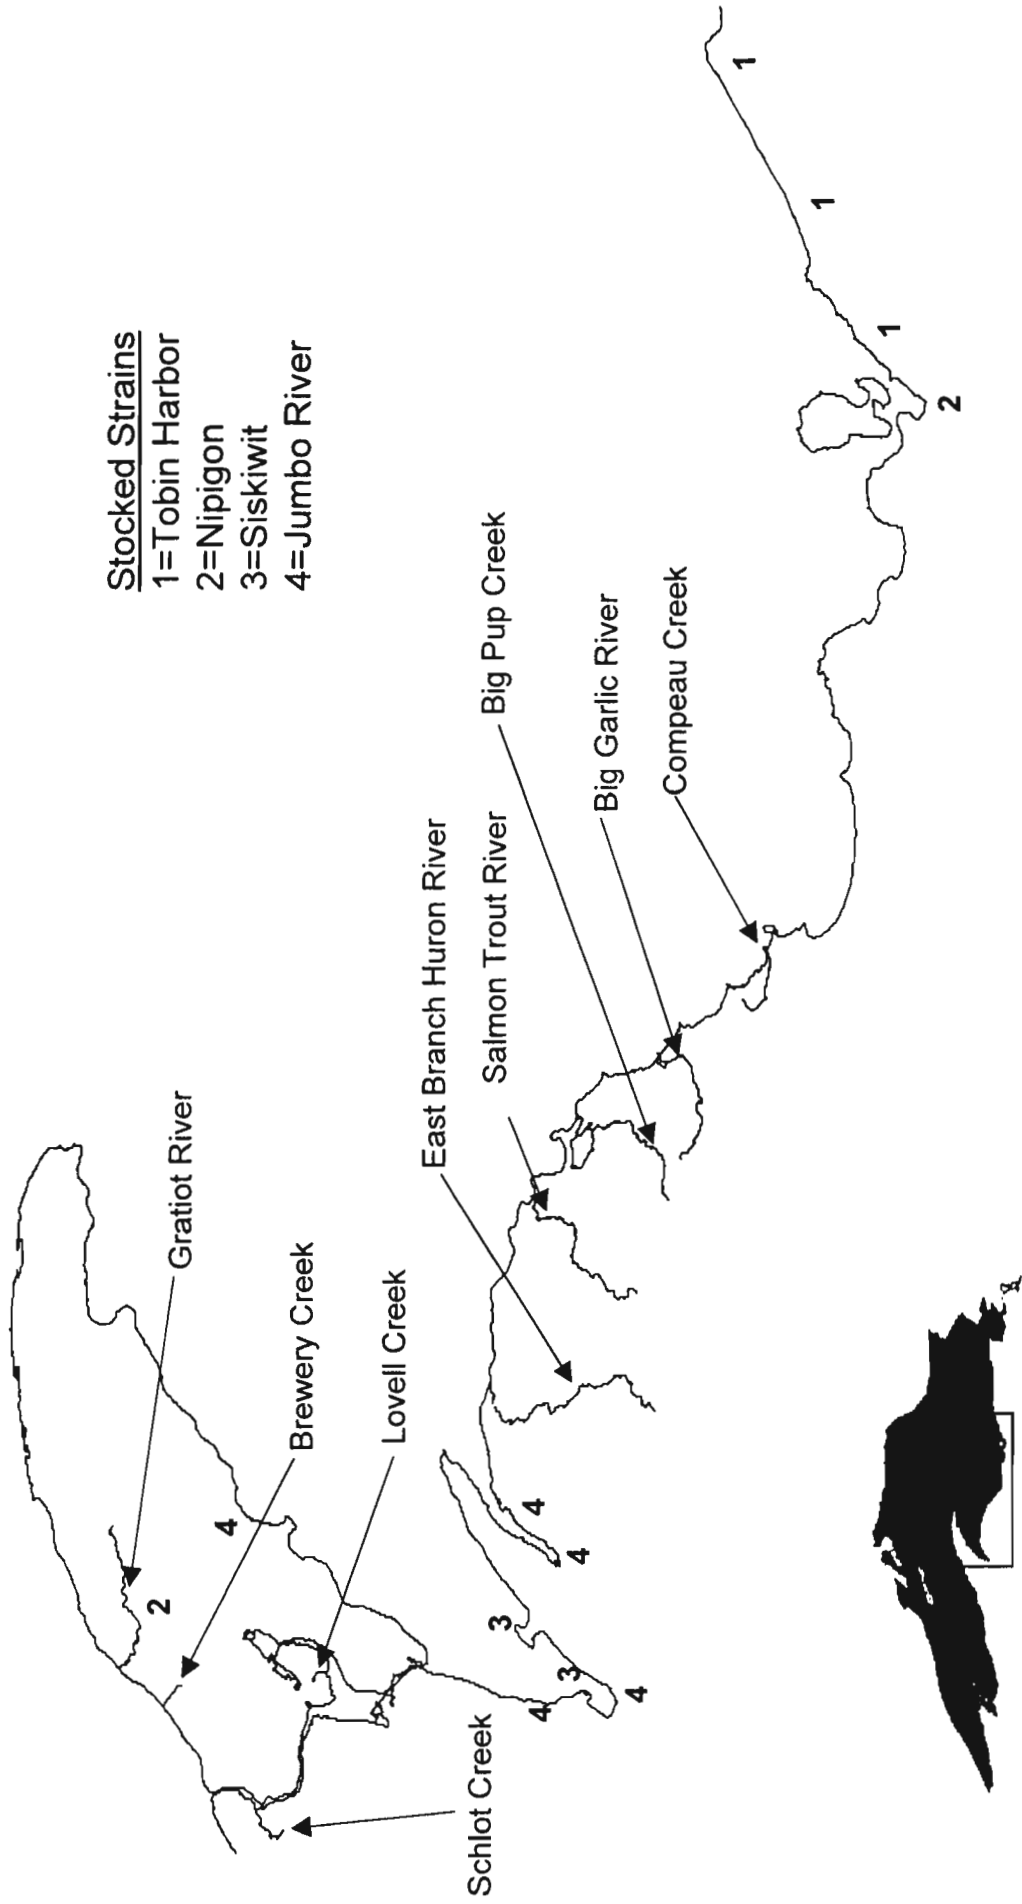 Stocked Strains
1=Tobin Harbor
2=Nipigon
3=Siskiwit
4=Jumbo River
Gratiot River
Brewery Creek
Lovell Creek
Schlot Creek
East Branch Huron River
Salmon Trout River
Big Pup Creek
Big Garlic River
Compeau Creek
2
4
4
4
3
3
4
4
2
1
1
1